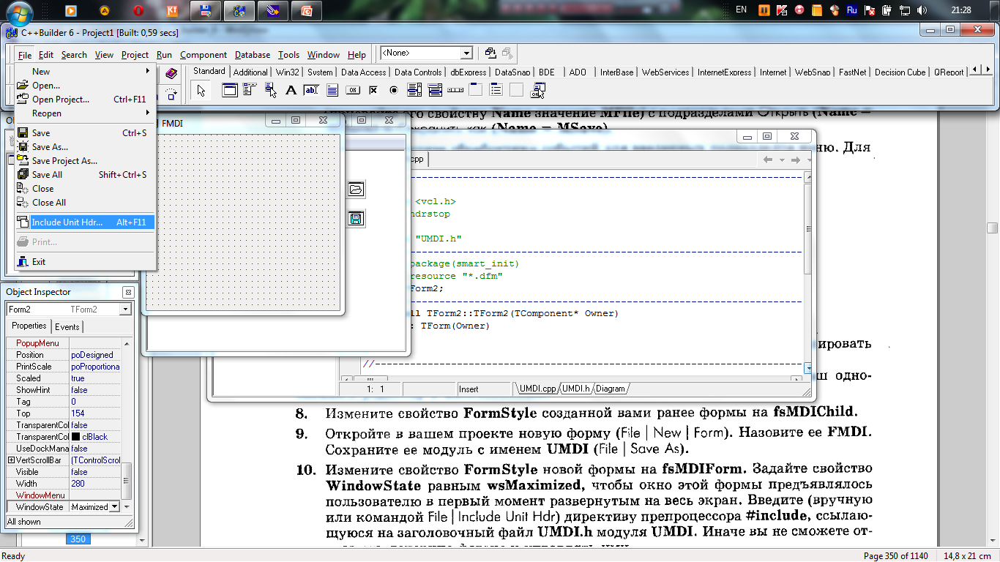 EN
Ru
21:28
C++Builder 6 - Project1 [Built: 0,59 secs]
File Edit Search View Project Run Component Database Tools Window Help
<None>
Standard Additional Win32 System Data Access Data Controls dbExpress DataSnap BDE ADO InterBase WebServices InternetExpress Internet WebSnap FastNet Decision Cube QReport
New
Open...
Open Project... Ctrl+F11
Reopen
Save Ctrl+S
Save As...
Save Project As...
Save All Shift+Ctrl+S
Close
Close All
Include Unit Hdr... Alt+F11
Print...
Exit
FMDI
его свойству Name значение MFile) с подразделами Открыть (Name =
как (Name = MSave).
ню. Для
cpp
<vcl.h>
hdrstop
"UMDI.h"
package(smart_init)
resource "*.dfm"
Form2;
ll TForm2::TForm2(TComponent* Owner)
: TForm(Owner)
//
1: 1 Insert
UMDI.cpp UMDI.h Diagram
ировать
ш одно-
Object Inspector
Form2 TForm2
Properties Events
PopupMenu
Position poDesigned
PrintScale poProportiona
Scaled true
ShowHint false
Tag 0
Top 154
TransparentCol false
TransparentCol clBlack
UseDockMana false
VertScrollBar (TControlScrol
Visible false
Width 280
WindowMenu
WindowState Maximized
All shown
350
8. Измените свойство FormStyle созданной вами ранее формы на fsMDIChild.
9. Откройте в вашем проекте новую форму (File | New | Form). Назовите ее FMDI.
Сохраните ее модуль с именем UMDI (File | Save As).
10. Измените свойство FormStyle новой формы на fsMDIForm. Задайте свойство
WindowState равным wsMaximized, чтобы окно этой формы предъявлялось
пользователю в первый момент развернутым на весь экран. Введите (вручную
или командой File | Include Unit Hdr) директиву препроцессора #include, ссылаю-
щуюся на заголовочный файл UMDI.h модуля UMDI. Иначе вы не сможете от-
Ready
Page 350 of 1140 14,8 x 21 cm